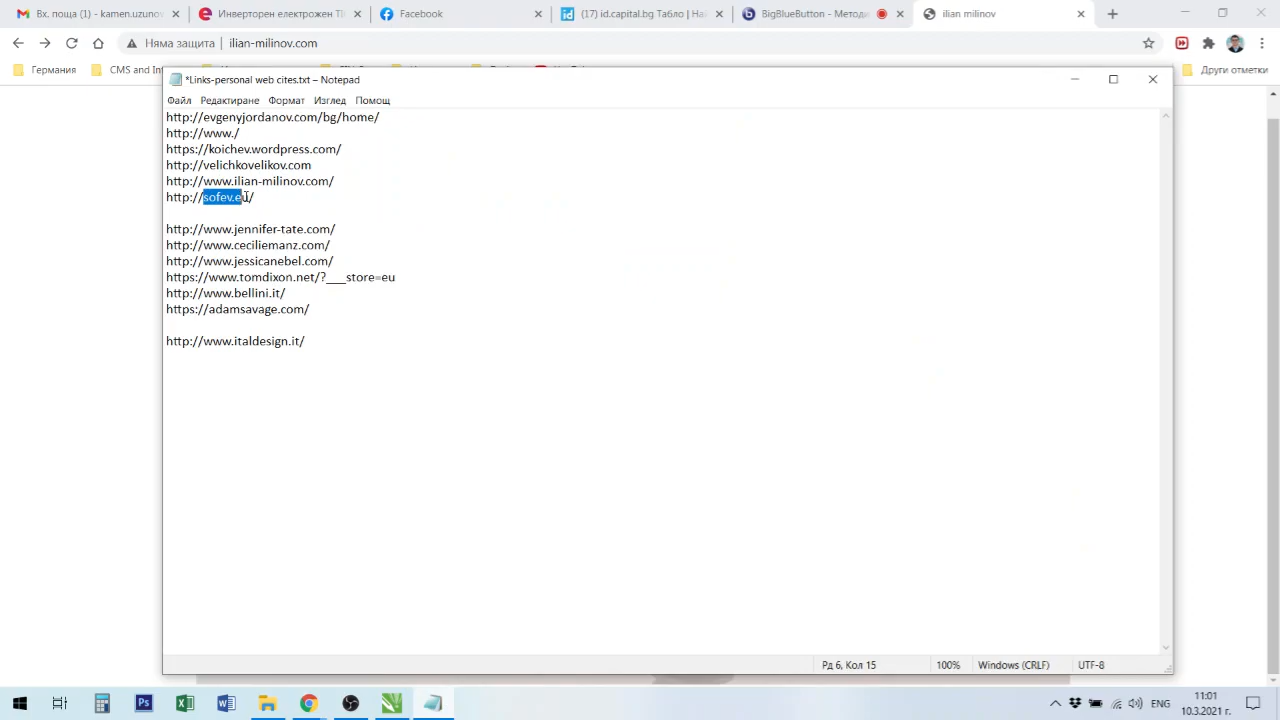 Вх. поща (1) - kamen.uzunov
Инверторен електрожен TI
Facebook
(17) id.capital.bg Табло | На
BigBlueButton - Методи
ilian milinov
Няма защита | ilian-milinov.com
Германия
CMS and In
Други отметки
*Links-personal web cites.txt – Notepad
Файл Редактиране Формат Изглед Помощ
http://evgenyjordanov.com/bg/home/
http://www./
https://koichev.wordpress.com/
http://velichkovelikov.com
http://www.ilian-milinov.com/
http://sofev.eu/
http://www.jennifer-tate.com/
http://www.ceciliemanz.com/
http://www.jessicanebel.com/
https://www.tomdixon.net/?___store=eu
http://www.bellini.it/
https://adamsavage.com/
http://www.italdesign.it/
Рд 6, Кол 15
100%
Windows (CRLF)
UTF-8
ENG
11:01
10.3.2021 г.